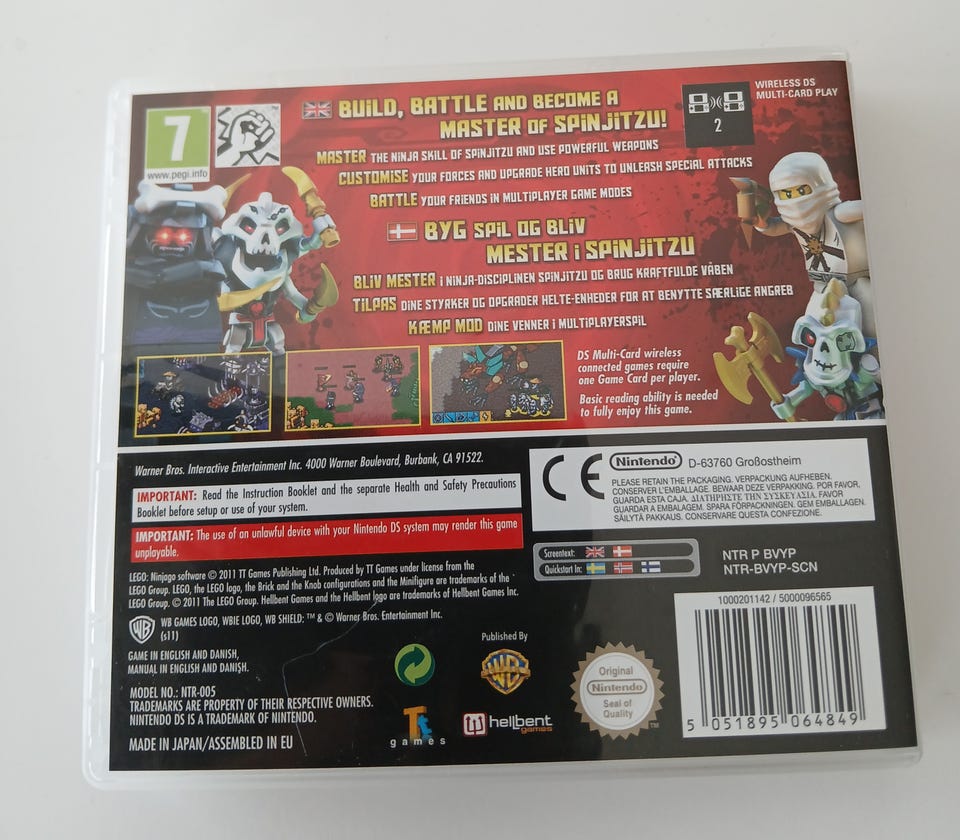 7
www.pegi.info
BUILD, BATTLE AND BECOME A
MASTER OF SPINJITZU!
WIRELESS DS
MULTI-CARD PLAY
2
MASTER THE NINJA SKILL OF SPINJITZU AND USE POWERFUL WEAPONS
CUSTOMISE YOUR FORCES AND UPGRADE HERO UNITS TO UNLEASH SPECIAL ATTACKS
BATTLE YOUR FRIENDS IN MULTIPLAYER GAME MODES
BYG SPIL OG BLIV
MESTER i SPINJITZU
BLIV MESTER I NINJA-DISCIPLINEN SPINJITZU OG BRUG KRAFTFULDE VÅBEN
TILPAS DINE STYRKER OG OPGRADER HELTE-ENHEDER FOR AT BENYTTE SÆRLIGE ANGREB
KÆMP MOD DINE VENNER I MULTIPLAYERSPIL
DS Multi-Card wireless
connected games require
one Game Card per player.
Basic reading ability is needed
to fully enjoy this game.
Warner Bros. Interactive Entertainment Inc. 4000 Warner Boulevard, Burbank, CA 91522.
IMPORTANT: Read the Instruction Booklet and the separate Health and Safety Precautions
Booklet before setup or use of your system.
IMPORTANT: The use of an unlawful device with your Nintendo DS system may render this game
unplayable.
CE Nintendo D-63760 Großostheim
PLEASE RETAIN THE PACKAGING. VERPACKUNG AUFHEBEN.
CONSERVER L'EMBALLAGE. BEWAAR DEZE VERPAKKING. POR FAVOR,
GUARDA ESTA CAJA. ΔΙΑΤΗΡΗΣΤΕ ΤΗΝ ΣΥΣΚΕΥΑΣΙΑ. FAVOR
GUARDAR A EMBALAGEM. SPARA FÖRPACKNINGEN. GEM EMBALLAGEN.
SÄILYTÄ PAKKAUS. CONSERVARE QUESTA CONFEZIONE.
Screentext:
Quickstart In:
NTR P BVYP
NTR-BVYP-SCN
LEGO: Ninjago software © 2011 TT Games Publishing Ltd. Produced by TT Games under license from the
LEGO Group. LEGO, the LEGO logo, the Brick and the Knob configurations and the Minifigure are trademarks of the
LEGO Group. © 2011 The LEGO Group. Hellbent Games and the Hellbent logo are trademarks of Hellbent Games Inc.
WB GAMES LOGO, WBIE LOGO, WB SHIELD: ™ & © Warner Bros. Entertainment Inc.
(s11)
GAME IN ENGLISH AND DANISH,
MANUAL IN ENGLISH AND DANISH.
MODEL NO.: NTR-005
TRADEMARKS ARE PROPERTY OF THEIR RESPECTIVE OWNERS.
NINTENDO DS IS A TRADEMARK OF NINTENDO.
MADE IN JAPAN/ASSEMBLED IN EU
Published By
WB
Tt
games
hellbent
games
Original
Nintendo
Seal of
Quality
TM
1000201142 / 5000096565
5 051895 064849